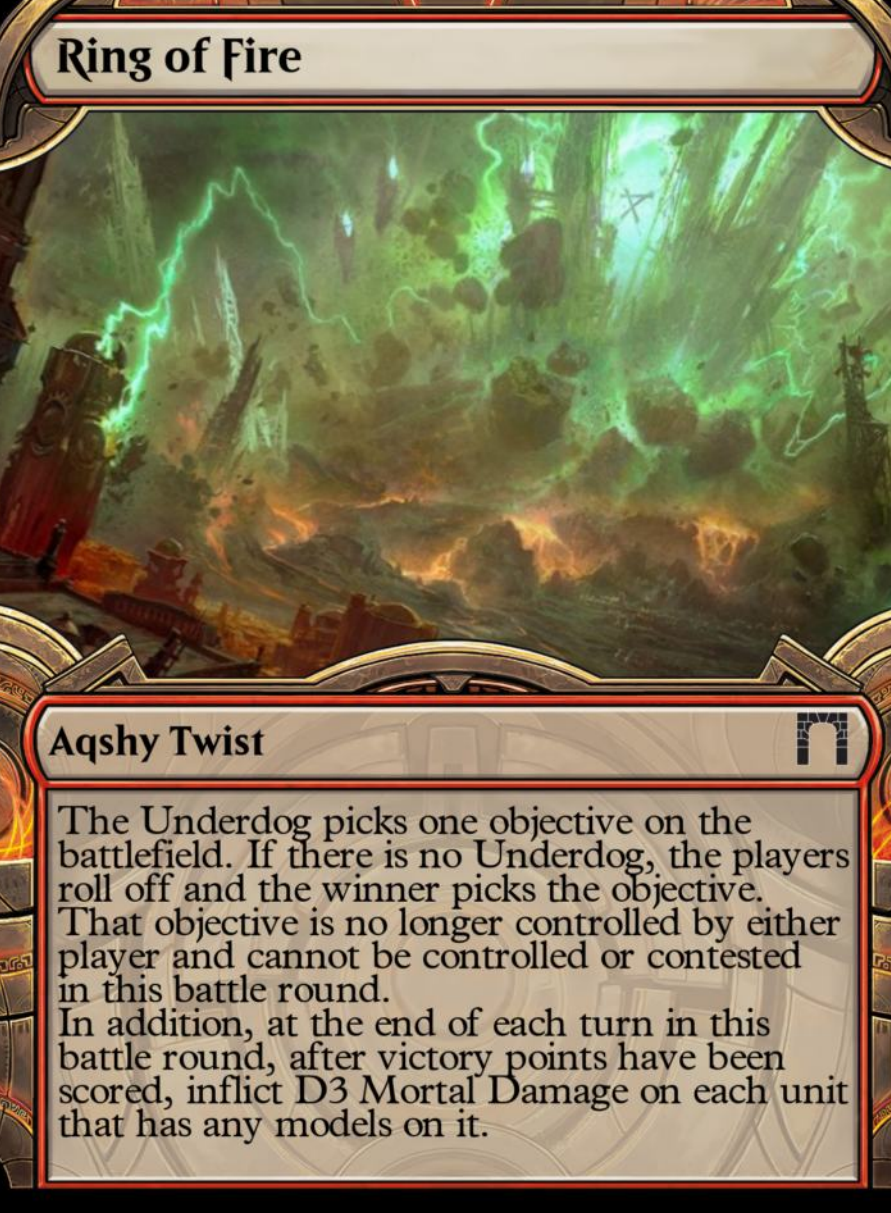 Ring of Fire
Aqshy Twist
The Underdog picks one objective on the
battlefield. If there is no Underdog, the players
roll off and the winner picks the objective.
That objective is no longer controlled by either
player and cannot be controlled or contested
in this battle round.
In addition, at the end of each turn in this
battle round, after victory points have been
scored, inflict D3 Mortal Damage on each unit
that has any models on it.